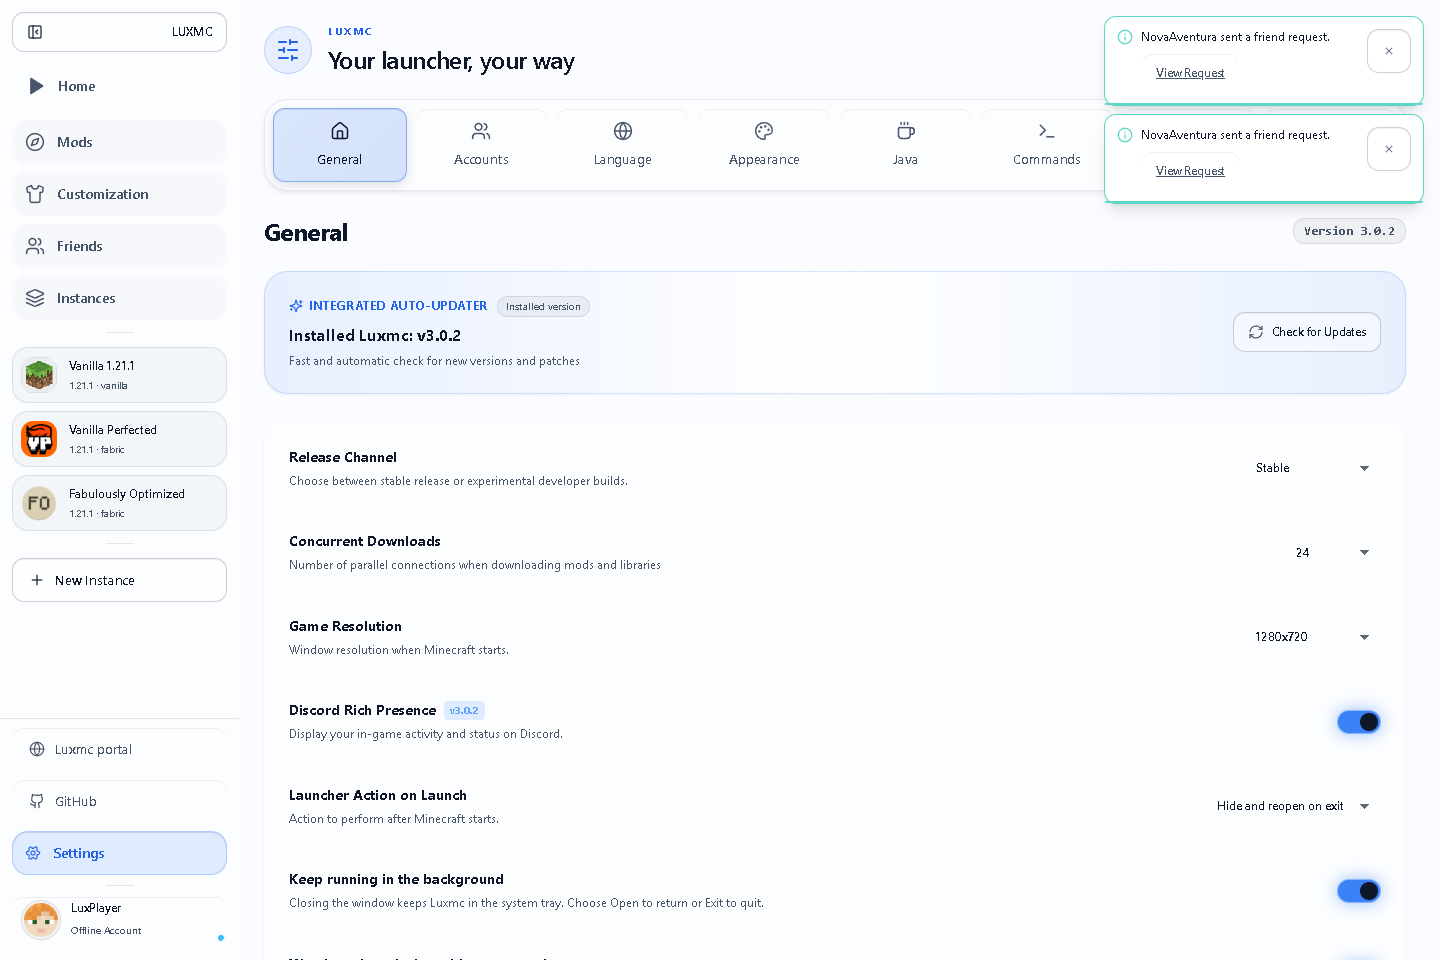 LUXMC
Home
Mods
Customization
Friends
Instances
Vanilla 1.21.1
1.21.1 · vanilla
Vanilla Perfected
1.21.1 · fabric
Fabulously Optimized
1.21.1 · fabric
New Instance
Luxmc portal
GitHub
Settings
LuxPlayer
Offline Account
LUXMC
Your launcher, your way
General
Accounts
Language
Appearance
Java
Commands
NovaAventura sent a friend request.
View Request
NovaAventura sent a friend request.
View Request
General
Version 3.0.2
INTEGRATED AUTO-UPDATER
Installed version
Installed Luxmc: v3.0.2
Fast and automatic check for new versions and patches
Check for Updates
Release Channel
Choose between stable release or experimental developer builds.
Stable
Concurrent Downloads
Number of parallel connections when downloading mods and libraries
24
Game Resolution
Window resolution when Minecraft starts.
1280x720
Discord Rich Presence
v3.0.2
Display your in-game activity and status on Discord.
Launcher Action on Launch
Action to perform after Minecraft starts.
Hide and reopen on exit
Keep running in the background
Closing the window keeps Luxmc in the system tray. Choose Open to return or Exit to quit.